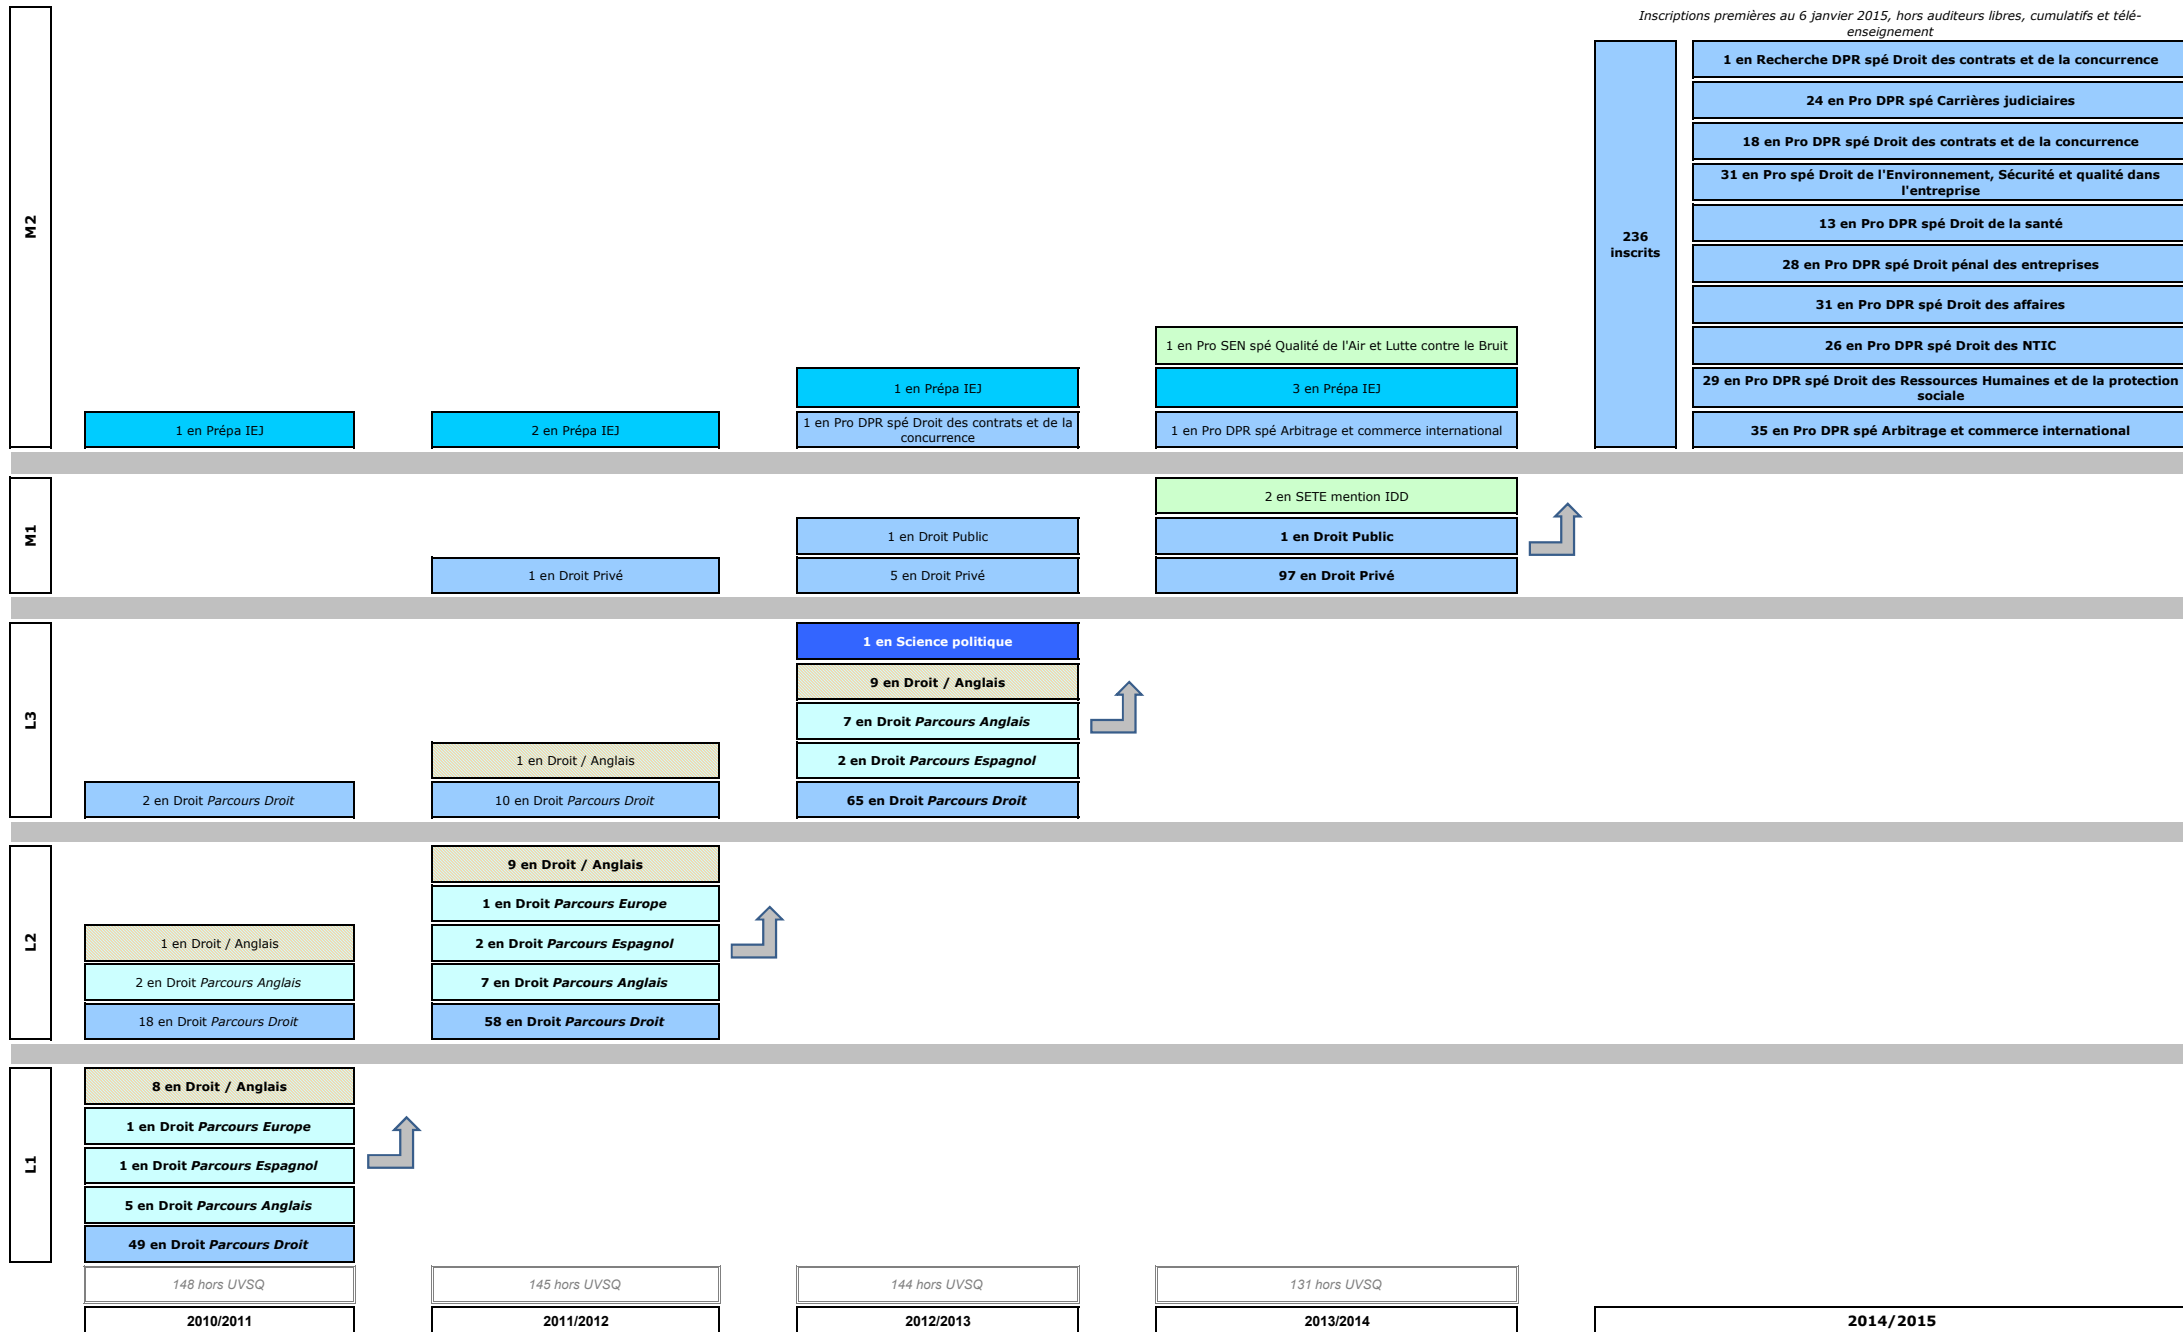 Inscriptions premières au 6 janvier 2015, hors auditeurs libres, cumulatifs et télé-
enseignement
M2
236
inscrits
1 en Recherche DPR spé Droit des contrats et de la concurrence
24 en Pro DPR spé Carrières judiciaires
18 en Pro DPR spé Droit des contrats et de la concurrence
31 en Pro spé Droit de l'Environnement, Sécurité et qualité dans
l'entreprise
13 en Pro DPR spé Droit de la santé
28 en Pro DPR spé Droit pénal des entreprises
31 en Pro DPR spé Droit des affaires
26 en Pro DPR spé Droit des NTIC
29 en Pro DPR spé Droit des Ressources Humaines et de la protection
sociale
35 en Pro DPR spé Arbitrage et commerce international
1 en Pro SEN spé Qualité de l'Air et Lutte contre le Bruit
1 en Prépa IEJ
3 en Prépa IEJ
1 en Prépa IEJ
2 en Prépa IEJ
1 en Pro DPR spé Droit des contrats et de la
concurrence
1 en Pro DPR spé Arbitrage et commerce international
M1
2 en SETE mention IDD
1 en Droit Public
1 en Droit Public
1 en Droit Privé
5 en Droit Privé
97 en Droit Privé
L3
1 en Science politique
9 en Droit / Anglais
7 en Droit Parcours Anglais
1 en Droit / Anglais
2 en Droit Parcours Espagnol
2 en Droit Parcours Droit
10 en Droit Parcours Droit
65 en Droit Parcours Droit
L2
9 en Droit / Anglais
1 en Droit Parcours Europe
1 en Droit / Anglais
2 en Droit Parcours Espagnol
2 en Droit Parcours Anglais
7 en Droit Parcours Anglais
18 en Droit Parcours Droit
58 en Droit Parcours Droit
L1
8 en Droit / Anglais
1 en Droit Parcours Europe
1 en Droit Parcours Espagnol
5 en Droit Parcours Anglais
49 en Droit Parcours Droit
148 hors UVSQ
145 hors UVSQ
144 hors UVSQ
131 hors UVSQ
2010/2011
2011/2012
2012/2013
2013/2014
2014/2015